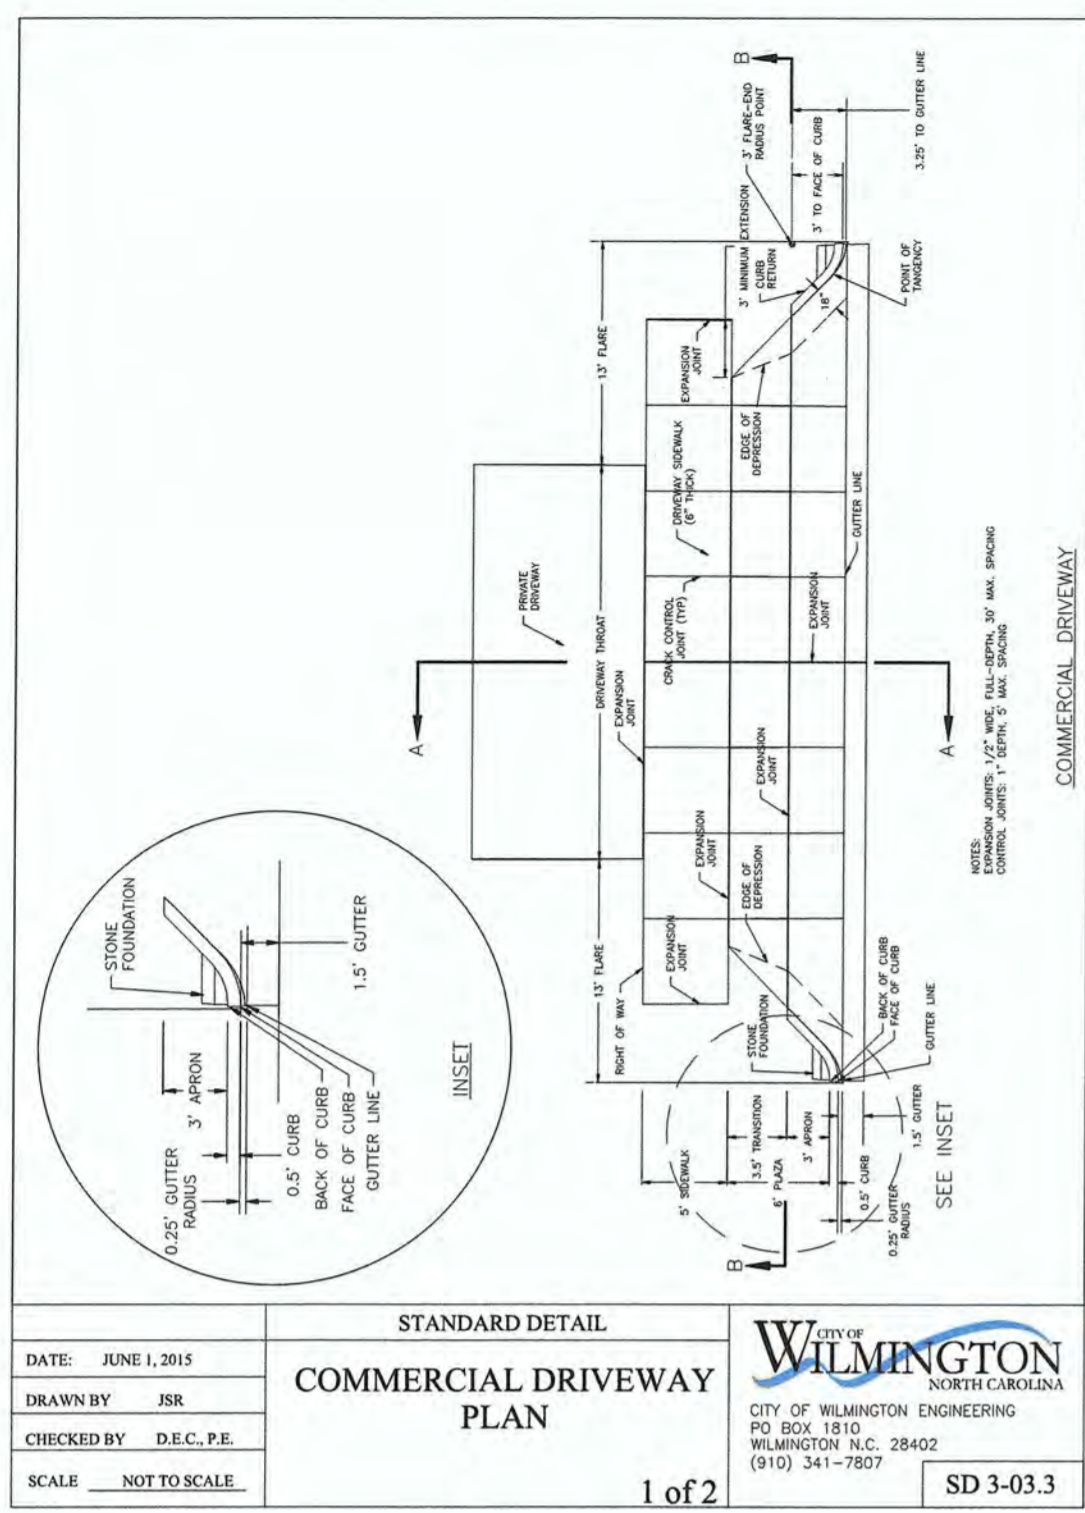 B
3' FLARE-END
RADIUS POINT
3.25' TO GUTTER LINE
3' TO FACE OF CURB
3' MINIMUM EXTENSION
CURB
RETURN
18"
POINT OF
TANGENCY
13' FLARE
EXPANSION
JOINT
EDGE OF
DEPRESSION
DRIVEWAY SIDEWALK
(6" THICK)
GUTTER LINE
PRIVATE
DRIVEWAY
CRACK CONTROL
JOINT (TYP)
EXPANSION
JOINT
DRIVEWAY THROAT
EXPANSION
JOINT
A
A
EXPANSION
JOINT
EXPANSION
JOINT
EDGE OF
DEPRESSION
EXPANSION
JOINT
13' FLARE
RIGHT OF WAY
STONE
FOUNDATION
BACK OF CURB
FACE OF CURB
GUTTER LINE
5' SIDEWALK
3.5' TRANSITION
6' PLAZA
3' APRON
0.5' CURB
0.25' GUTTER
RADIUS
1.5' GUTTER
SEE INSET
B
NOTES:
EXPANSION JOINTS: 1/2" WIDE, FULL-DEPTH, 30' MAX. SPACING
CONTROL JOINTS: 1" DEPTH, 5' MAX. SPACING
COMMERCIAL DRIVEWAY
STONE
FOUNDATION
1.5' GUTTER
3' APRON
0.25' GUTTER
RADIUS
0.5' CURB
BACK OF CURB
FACE OF CURB
GUTTER LINE
INSET
STANDARD DETAIL
DATE: JUNE 1, 2015
DRAWN BY JSR
CHECKED BY D.E.C., P.E.
SCALE NOT TO SCALE
COMMERCIAL DRIVEWAY
PLAN
1 of 2
CITY OF
WILMINGTON
NORTH CAROLINA
CITY OF WILMINGTON ENGINEERING
PO BOX 1810
WILMINGTON N.C. 28402
(910) 341-7807
SD 3-03.3